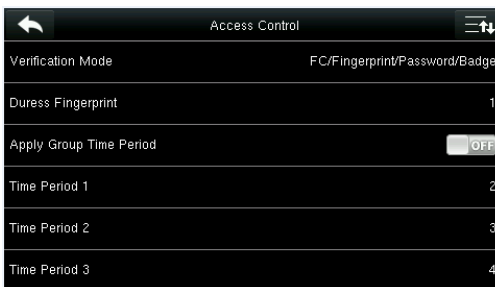 Access Control
Verification Mode FC/Fingerprint/Password/Badge
Duress Fingerprint 1
Apply Group Time Period OFF
Time Period 1 2
Time Period 2 3
Time Period 3 4